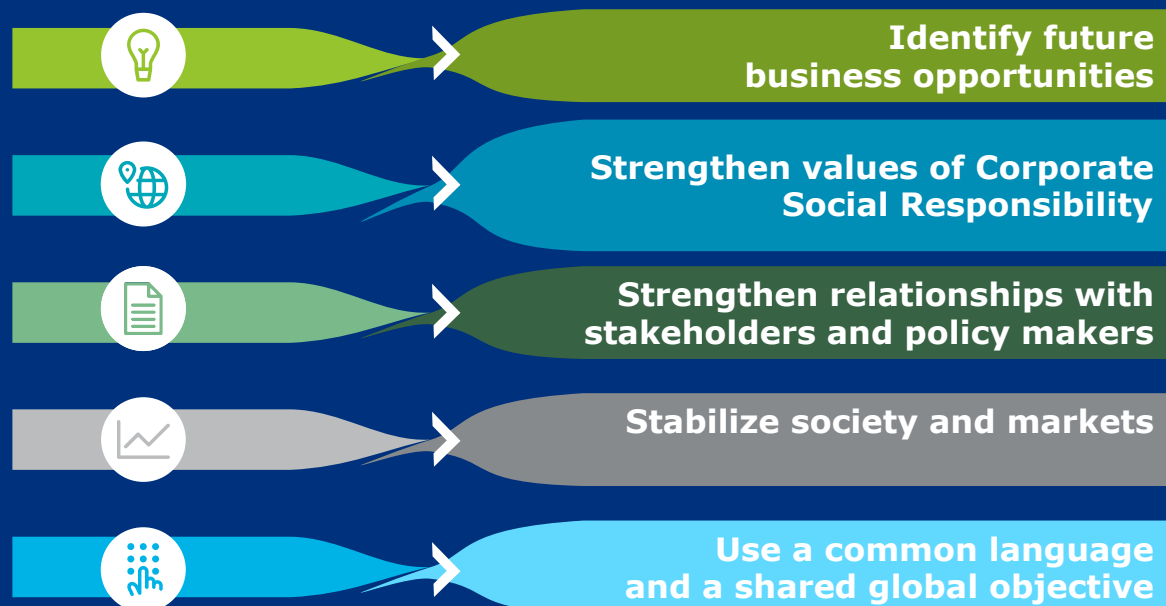 Identify future
business opportunities
Strengthen values of Corporate
Social Responsibility
Strengthen relationships with
stakeholders and policy makers
Stabilize society and markets
Use a common language
and a shared global objective